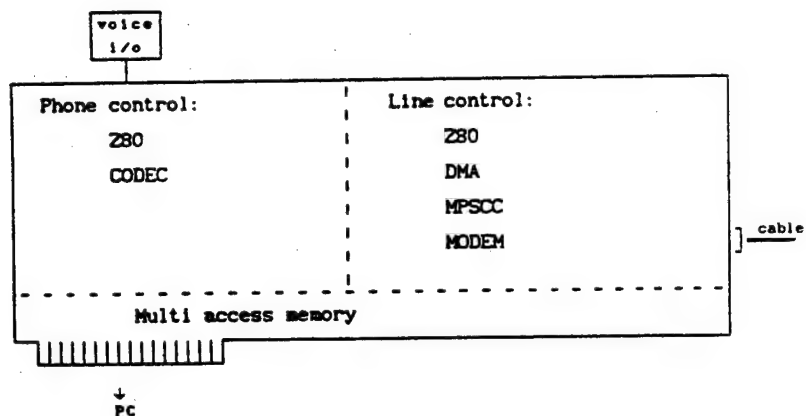 voice
i/o
Phone control:
Z80
CODEC
Line control:
Z80
DMA
MPSCC
MODEM
cable
Multi access memory
PC